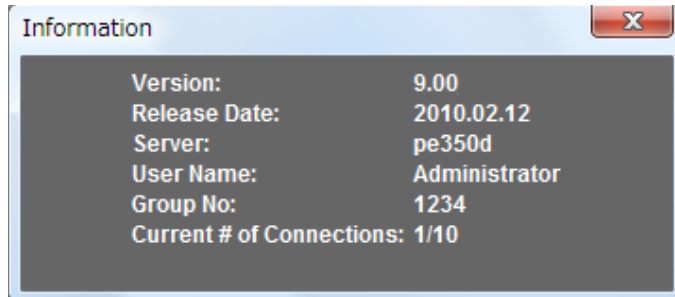 Information
Version: 9.00
Release Date: 2010.02.12
Server: pe350d
User Name: Administrator
Group No: 1234
Current # of Connections: 1/10